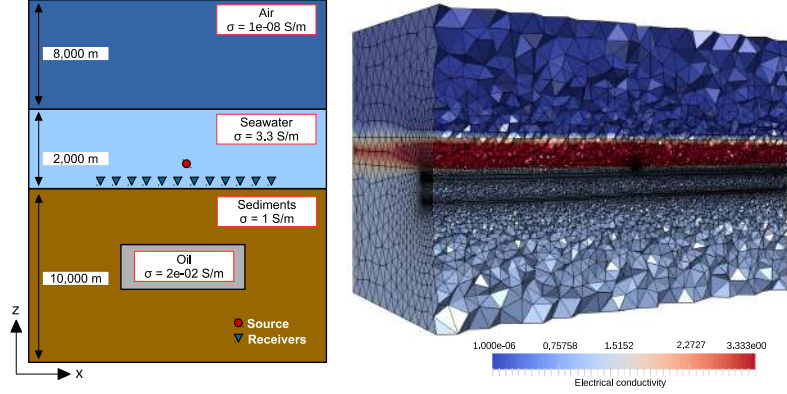 Air
σ = 1e-08 S/m
8,000 m
Seawater
σ = 3.3 S/m
2,000 m
Sediments
σ = 1 S/m
Oil
σ = 2e-02 S/m
10,000 m
Source
Receivers
Z
X
1.000e-06 0,75758 1.5152 2,2727 3.333e00
Electrical conductivity